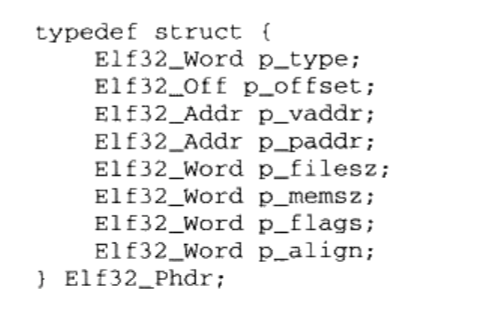 typedef struct {
    Elf32_Word p_type;
    Elf32_Off p_offset;
    Elf32_Addr p_vaddr;
    Elf32_Addr p_paddr;
    Elf32_Word p_filesz;
    Elf32_Word p_memsz;
    Elf32_Word p_flags;
    Elf32_Word p_align;
} Elf32_Phdr;